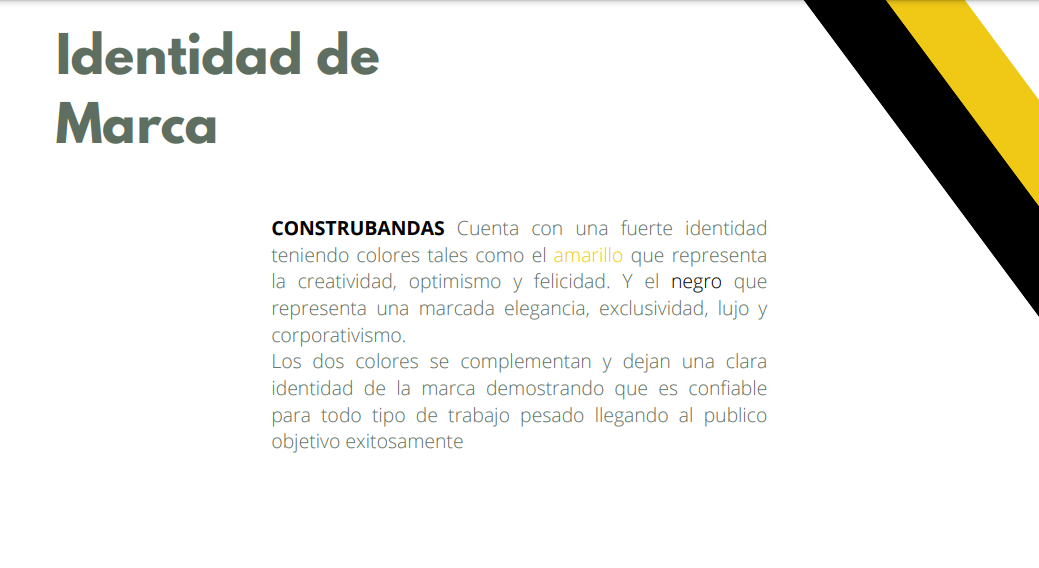 Identidad de
Marca
CONSTRUBANDAS Cuenta con una fuerte identidad
teniendo colores tales como el amarillo que representa
la creatividad, optimismo y felicidad. Y el negro que
representa una marcada elegancia, exclusividad, lujo y
corporativismo.
Los dos colores se complementan y dejan una clara
identidad de la marca demostrando que es confiable
para todo tipo de trabajo pesado llegando al publico
objetivo exitosamente